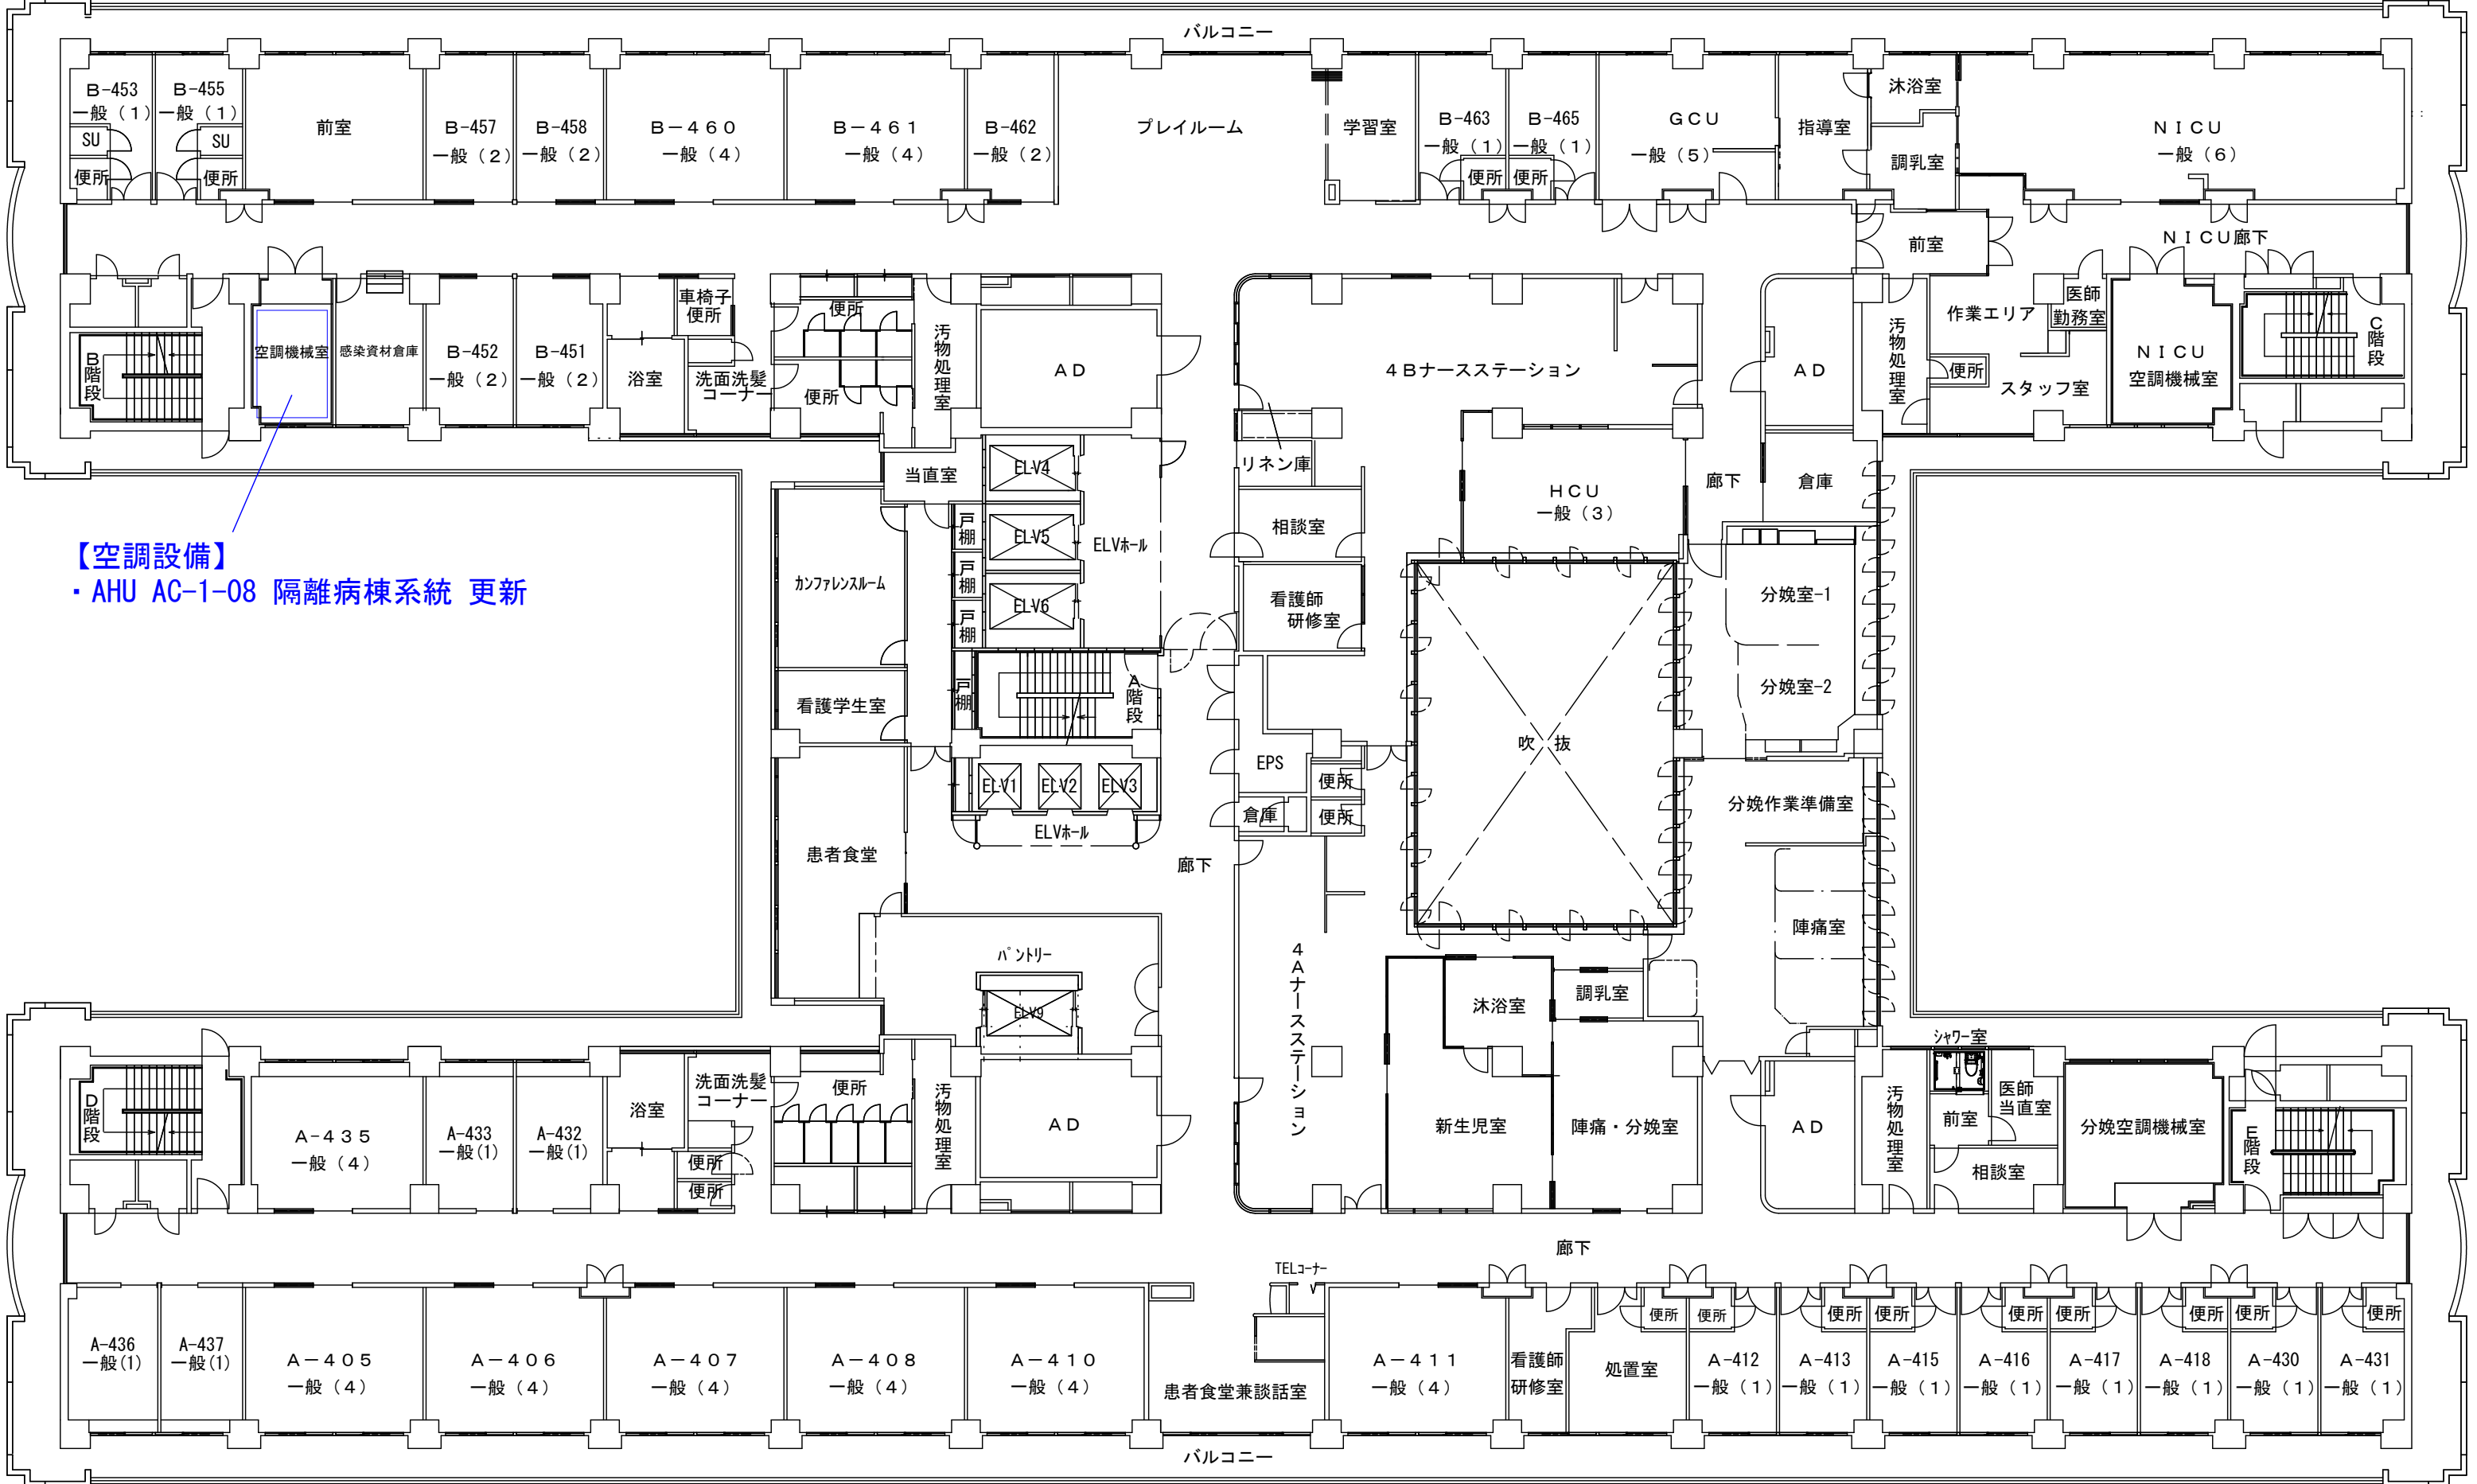 バルコニー
B-453
一般（1）
SU
便所
B-455
一般（1）
SU
便所
前室
B-457
一般（2）
B-458
一般（2）
B-460
一般（4）
B-461
一般（4）
B-462
一般（2）
プレイルーム
学習室
B-463
一般（1）
便所
B-465
一般（1）
便所
GCU
一般（5）
指導室
沐浴室
調乳室
NICU
一般（6）
前室
NICU廊下
B階段
空調機械室
感染資材倉庫
B-452
一般（2）
B-451
一般（2）
浴室
車椅子
便所
洗面洗髪
コーナー
便所
便所
汚物処理室
AD
4Bナースステーション
AD
汚物処理室
作業エリア
医師
勤務室
便所
スタッフ室
NICU
空調機械室
C階段
【空調設備】
・AHU AC-1-08 隔離病棟系統 更新
当直室
ELV4
ELV5
ELV6
ELVホール
戸棚
戸棚
戸棚
戸棚
カンファレンスルーム
看護学生室
A階段
ELV1
ELV2
ELV3
ELVホール
患者食堂
廊下
パントリー
ELV9
リネン庫
相談室
看護師
研修室
EPS
便所
倉庫
便所
HCU
一般（3）
廊下
倉庫
吹 抜
分娩室-1
分娩室-2
分娩作業準備室
陣痛室
4Aナースステーション
沐浴室
調乳室
新生児室
陣痛・分娩室
D階段
A-435
一般（4）
A-433
一般(1)
A-432
一般(1)
浴室
洗面洗髪
コーナー
便所
便所
便所
汚物処理室
AD
AD
汚物処理室
シャワー室
前室
医師
当直室
相談室
分娩空調機械室
E階段
廊下
TELコーナー
A-436
一般(1)
A-437
一般(1)
A-405
一般（4）
A-406
一般（4）
A-407
一般（4）
A-408
一般（4）
A-410
一般（4）
患者食堂兼談話室
A-411
一般（4）
看護師
研修室
処置室
便所
便所
A-412
一般（1）
便所
A-413
一般（1）
便所
A-415
一般（1）
便所
A-416
一般（1）
便所
A-417
一般（1）
便所
A-418
一般（1）
便所
A-430
一般（1）
便所
A-431
一般（1）
バルコニー